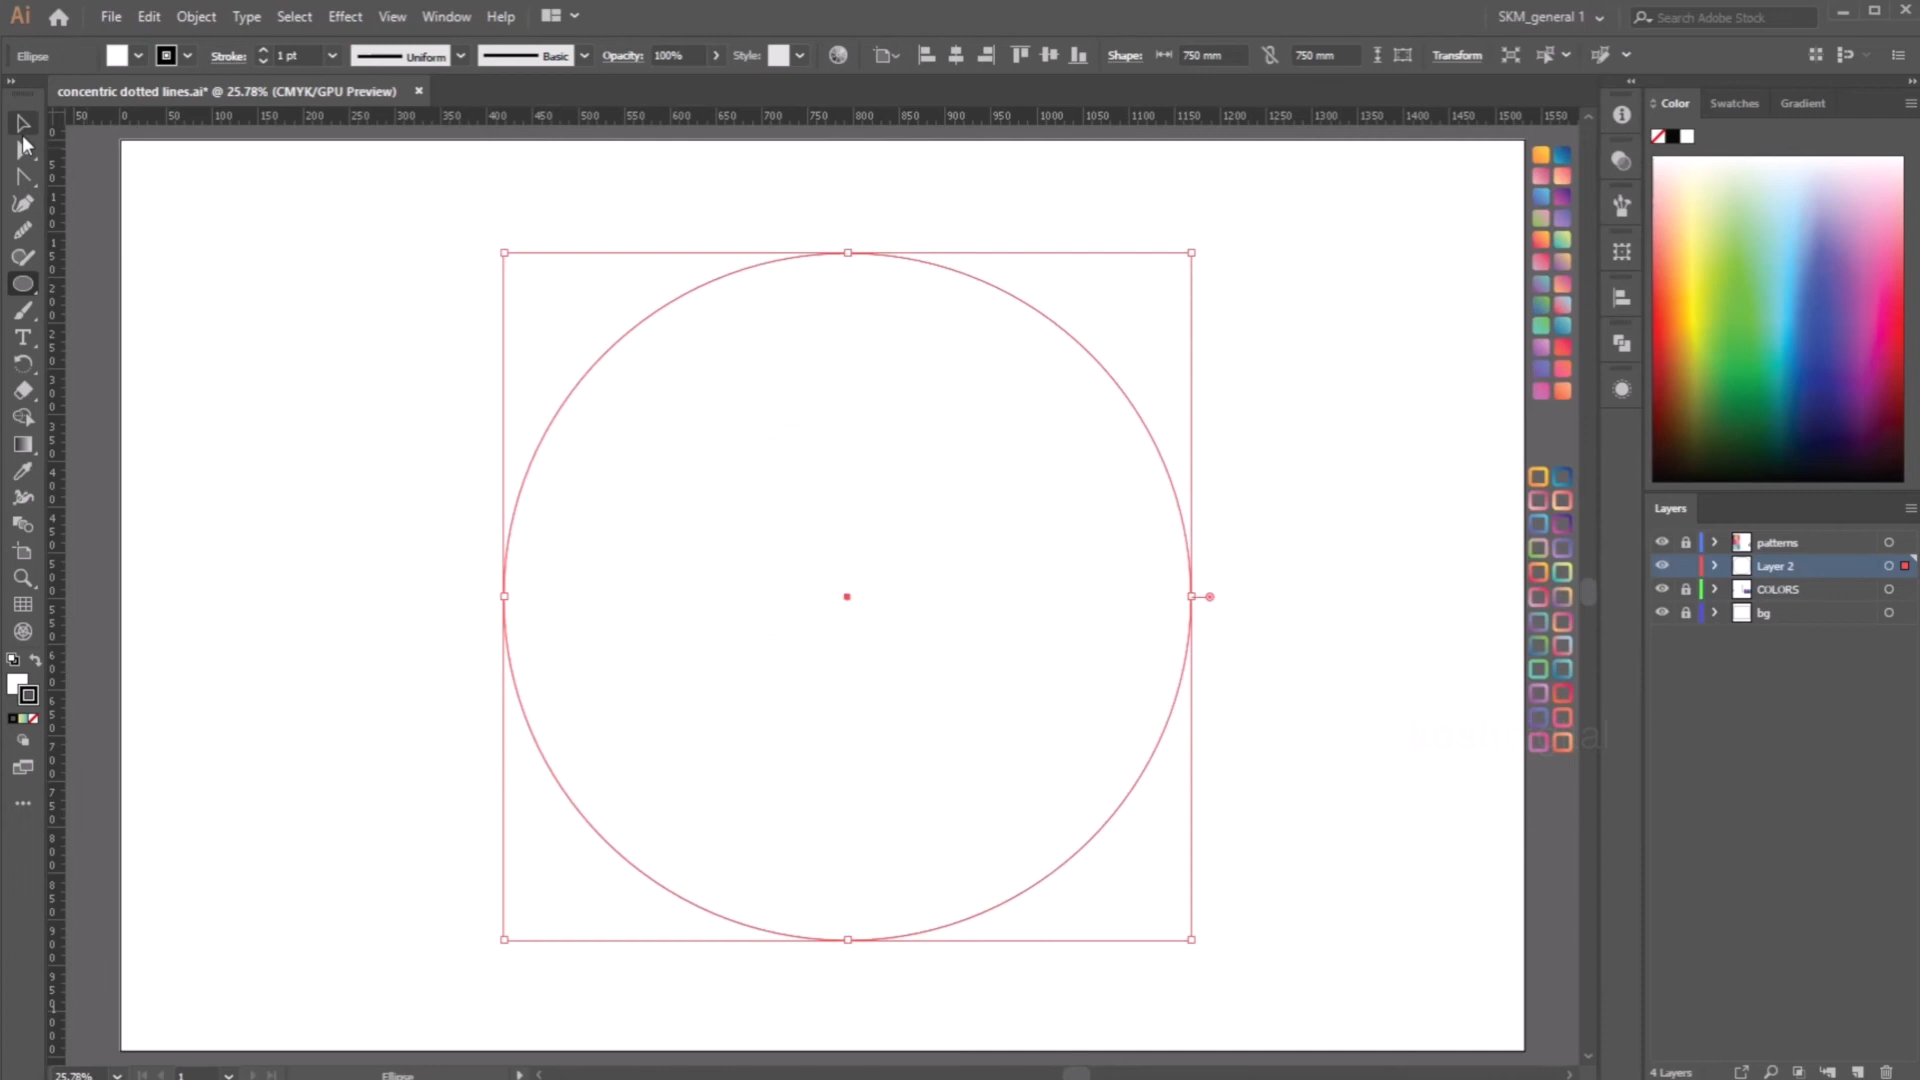 Ai File Edit Object Type Select Effect View Window Help SKM_general 1 Search Adobe Stock
Ellipse Stroke: 1 pt Uniform Basic Opacity: 100% Style: Shape: 750 mm 750 mm Transform
concentric dotted lines.ai* @ 25.78% (CMYK/GPU Preview) ×
50 0 50 100 150 200 250 300 350 400 450 500 550 600 650 700 750 800 850 900 950 1000 1050 1100 1150 1200 1250 1300 1350 1400 1450 1500 1550
Color Swatches Gradient
Layers
patterns
Layer 2
COLORS
bg
25.78% 1 Ellipse
4 Layers